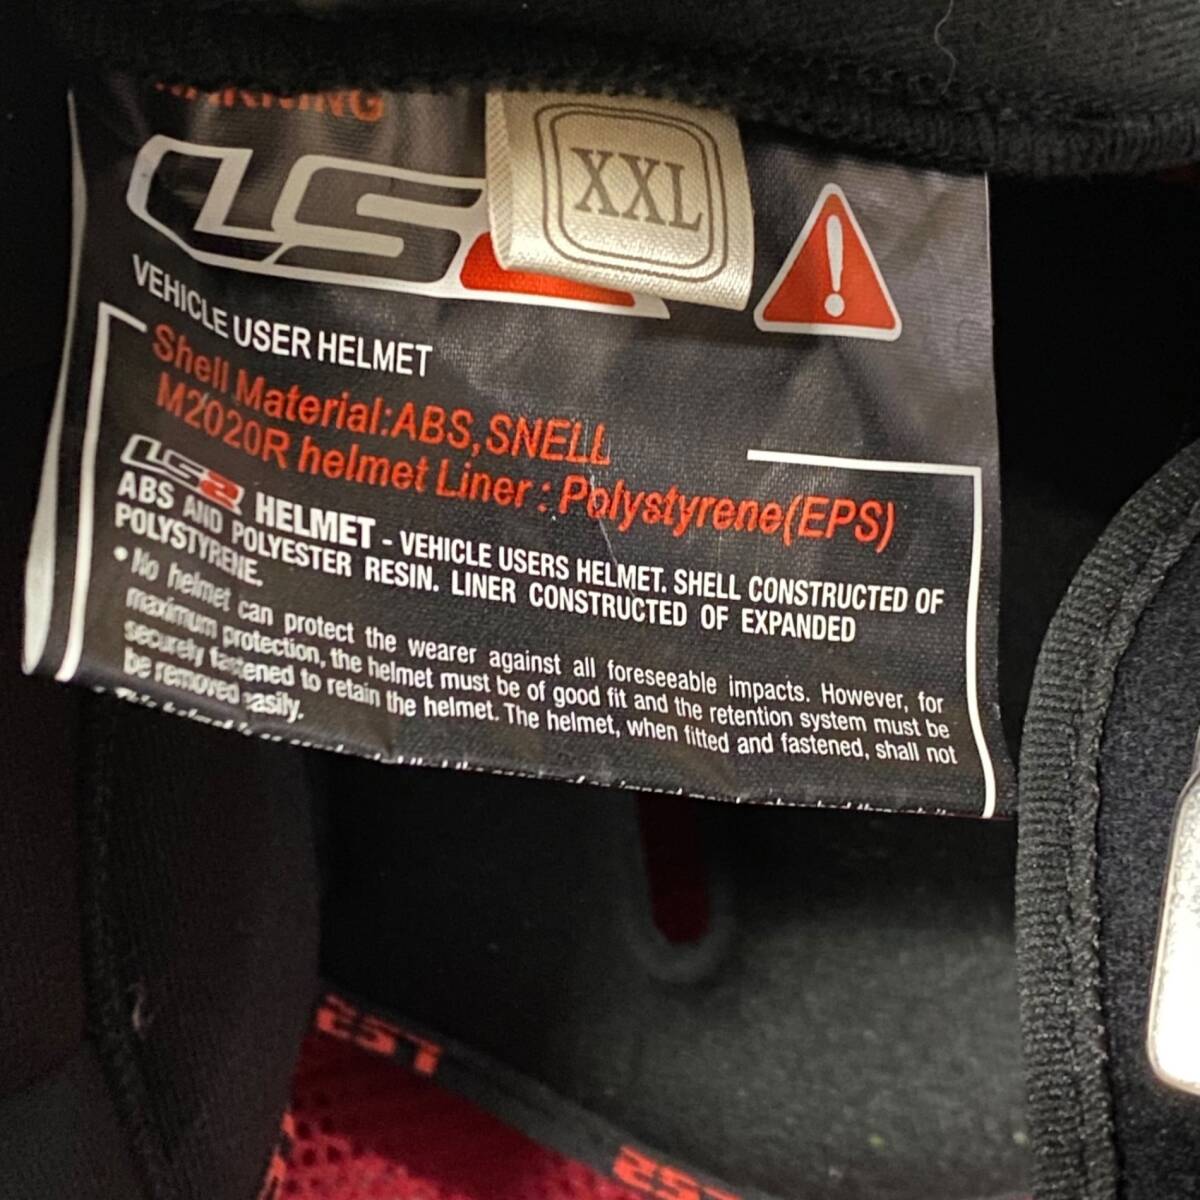 WARNING
LS2
XXL
VEHICLE USER HELMET
Shell Material:ABS,SNELL
M2020R helmet Liner : Polystyrene(EPS)
LS2 HELMET - VEHICLE USERS HELMET. SHELL CONSTRUCTED OF
ABS AND POLYESTER RESIN. LINER CONSTRUCTED OF EXPANDED
POLYSTYRENE.
• No helmet can protect the wearer against all foreseeable impacts. However, for
maximum protection, the helmet must be of good fit and the retention system must be
securely fastened to retain the helmet. The helmet, when fitted and fastened, shall not
be removed easily.
LS2
LS2